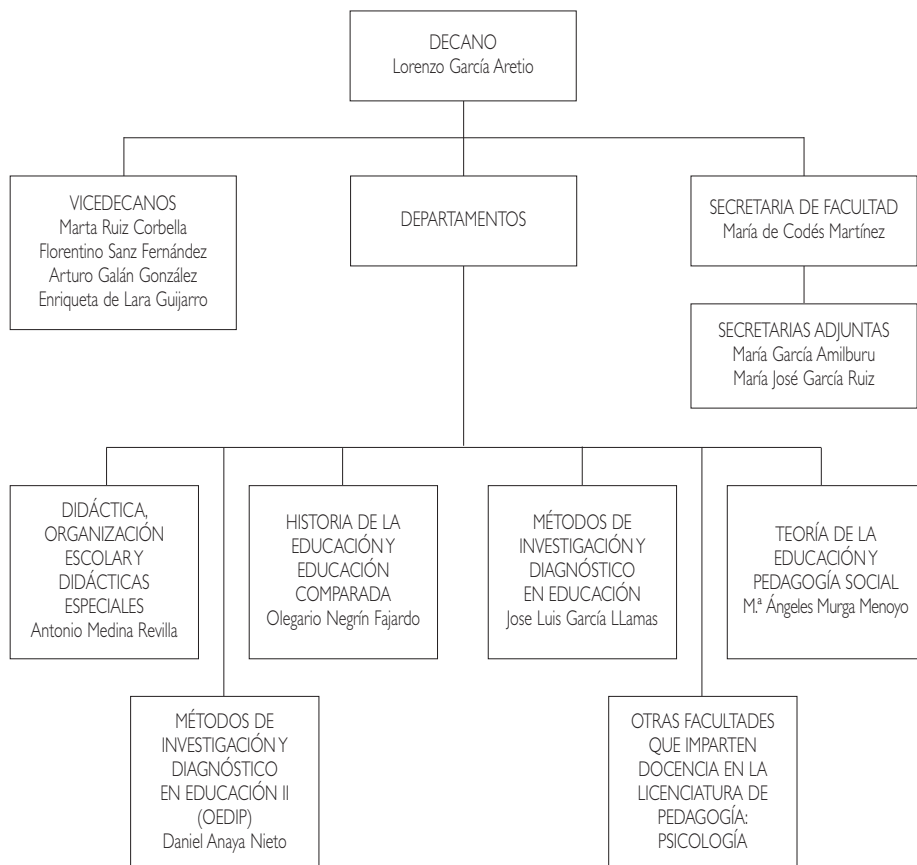 DECANO
Lorenzo García Aretio
VICEDECANOS
Marta Ruiz Corbella
Florentino Sanz Fernández
Arturo Galán González
Enriqueta de Lara Guijarro
DEPARTAMENTOS
SECRETARIA DE FACULTAD
María de Codés Martínez
SECRETARIAS ADJUNTAS
María García Amilburu
María José García Ruiz
DIDÁCTICA,
ORGANIZACIÓN
ESCOLAR Y
DIDÁCTICAS
ESPECIALES
Antonio Medina Revilla
HISTORIA DE LA
EDUCACIÓN Y
EDUCACIÓN
COMPARADA
Olegario Negrín Fajardo
MÉTODOS DE
INVESTIGACIÓN Y
DIAGNÓSTICO
EN EDUCACIÓN
Jose Luis García LLamas
TEORÍA DE LA
EDUCACIÓN Y
PEDAGOGÍA SOCIAL
M.ª Ángeles Murga Menoyo
MÉTODOS DE
INVESTIGACIÓN Y
DIAGNÓSTICO
EN EDUCACIÓN II
(OEDIP)
Daniel Anaya Nieto
OTRAS FACULTADES
QUE IMPARTEN
DOCENCIA EN LA
LICENCIATURA DE
PEDAGOGÍA:
PSICOLOGÍA